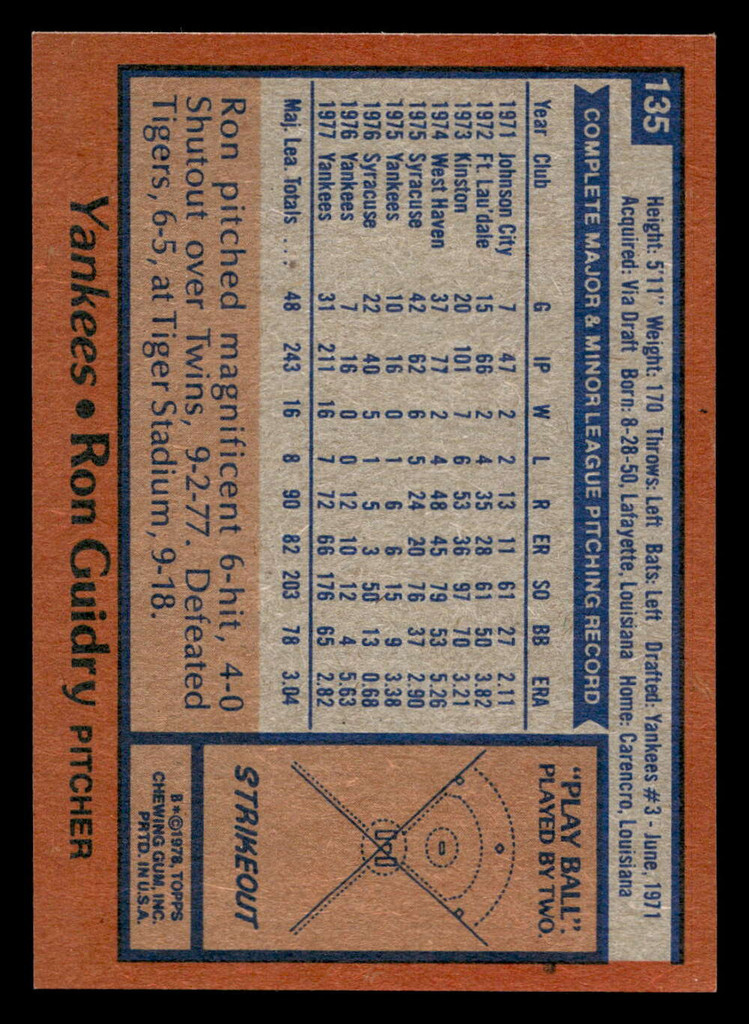 135
Height: 5'11" Weight: 170 Throws: Left Bats: Left Drafted: Yankees #3 - June, 1971
Acquired: Via Draft Born: 8-28-50, Lafayette, Louisiana Home: Carencro, Louisiana
COMPLETE MAJOR & MINOR LEAGUE PITCHING RECORD
Year Club G IP W L R ER SO BB ERA
1971 Johnson City 7 47 2 2 13 11 61 27 2.11
1972 Ft. Lau'dale 15 66 2 4 35 28 61 50 3.82
1973 Kinston 20 101 7 6 53 36 97 70 3.21
1974 West Haven 37 77 2 4 48 45 79 53 5.26
1975 Syracuse 42 62 6 5 24 20 76 37 2.90
1975 Yankees 10 16 0 1 6 6 15 9 3.38
1976 Syracuse 22 40 5 1 5 3 50 13 0.68
1976 Yankees 7 16 0 0 12 10 12 4 5.63
1977 Yankees 31 211 16 7 72 66 176 65 2.82
Maj. Lea. Totals ... 48 243 16 8 90 82 203 78 3.04
Ron pitched magnificent 6-hit, 4-0
Shutout over Twins, 9-2-77. Defeated
Tigers, 6-5, at Tiger Stadium, 9-18.
"PLAY BALL":
PLAYED BY TWO.
STRIKEOUT
B*©1978, TOPPS
CHEWING GUM, INC.
PRTD. IN U.S.A.
Yankees • Ron Guidry PITCHER